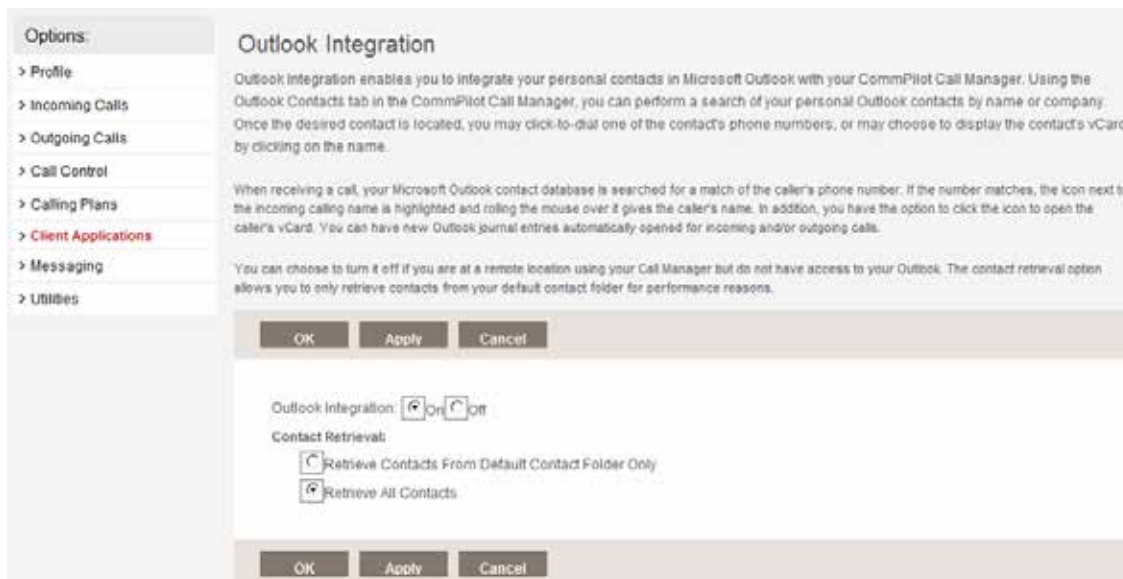 Options:
> Profile
> Incoming Calls
> Outgoing Calls
> Call Control
> Calling Plans
> Client Applications
> Messaging
> Utilities
Outlook Integration
Outlook Integration enables you to integrate your personal contacts in Microsoft Outlook with your CommPilot Call Manager. Using the
Outlook Contacts tab in the CommPilot Call Manager, you can perform a search of your personal Outlook contacts by name or company.
Once the desired contact is located, you may click-to-dial one of the contact's phone numbers, or may choose to display the contact's vCard
by clicking on the name.
When receiving a call, your Microsoft Outlook contact database is searched for a match of the caller's phone number. If the number matches, the icon next to
the incoming calling name is highlighted and rolling the mouse over it gives the caller's name. In addition, you have the option to click the icon to open the
caller's vCard. You can have new Outlook journal entries automatically opened for incoming and/or outgoing calls.
You can choose to turn it off if you are at a remote location using your Call Manager but do not have access to your Outlook. The contact retrieval option
allows you to only retrieve contacts from your default contact folder for performance reasons.
OK Apply Cancel
Outlook Integration: On Off
Contact Retrieval:
Retrieve Contacts From Default Contact Folder Only
Retrieve All Contacts
OK Apply Cancel